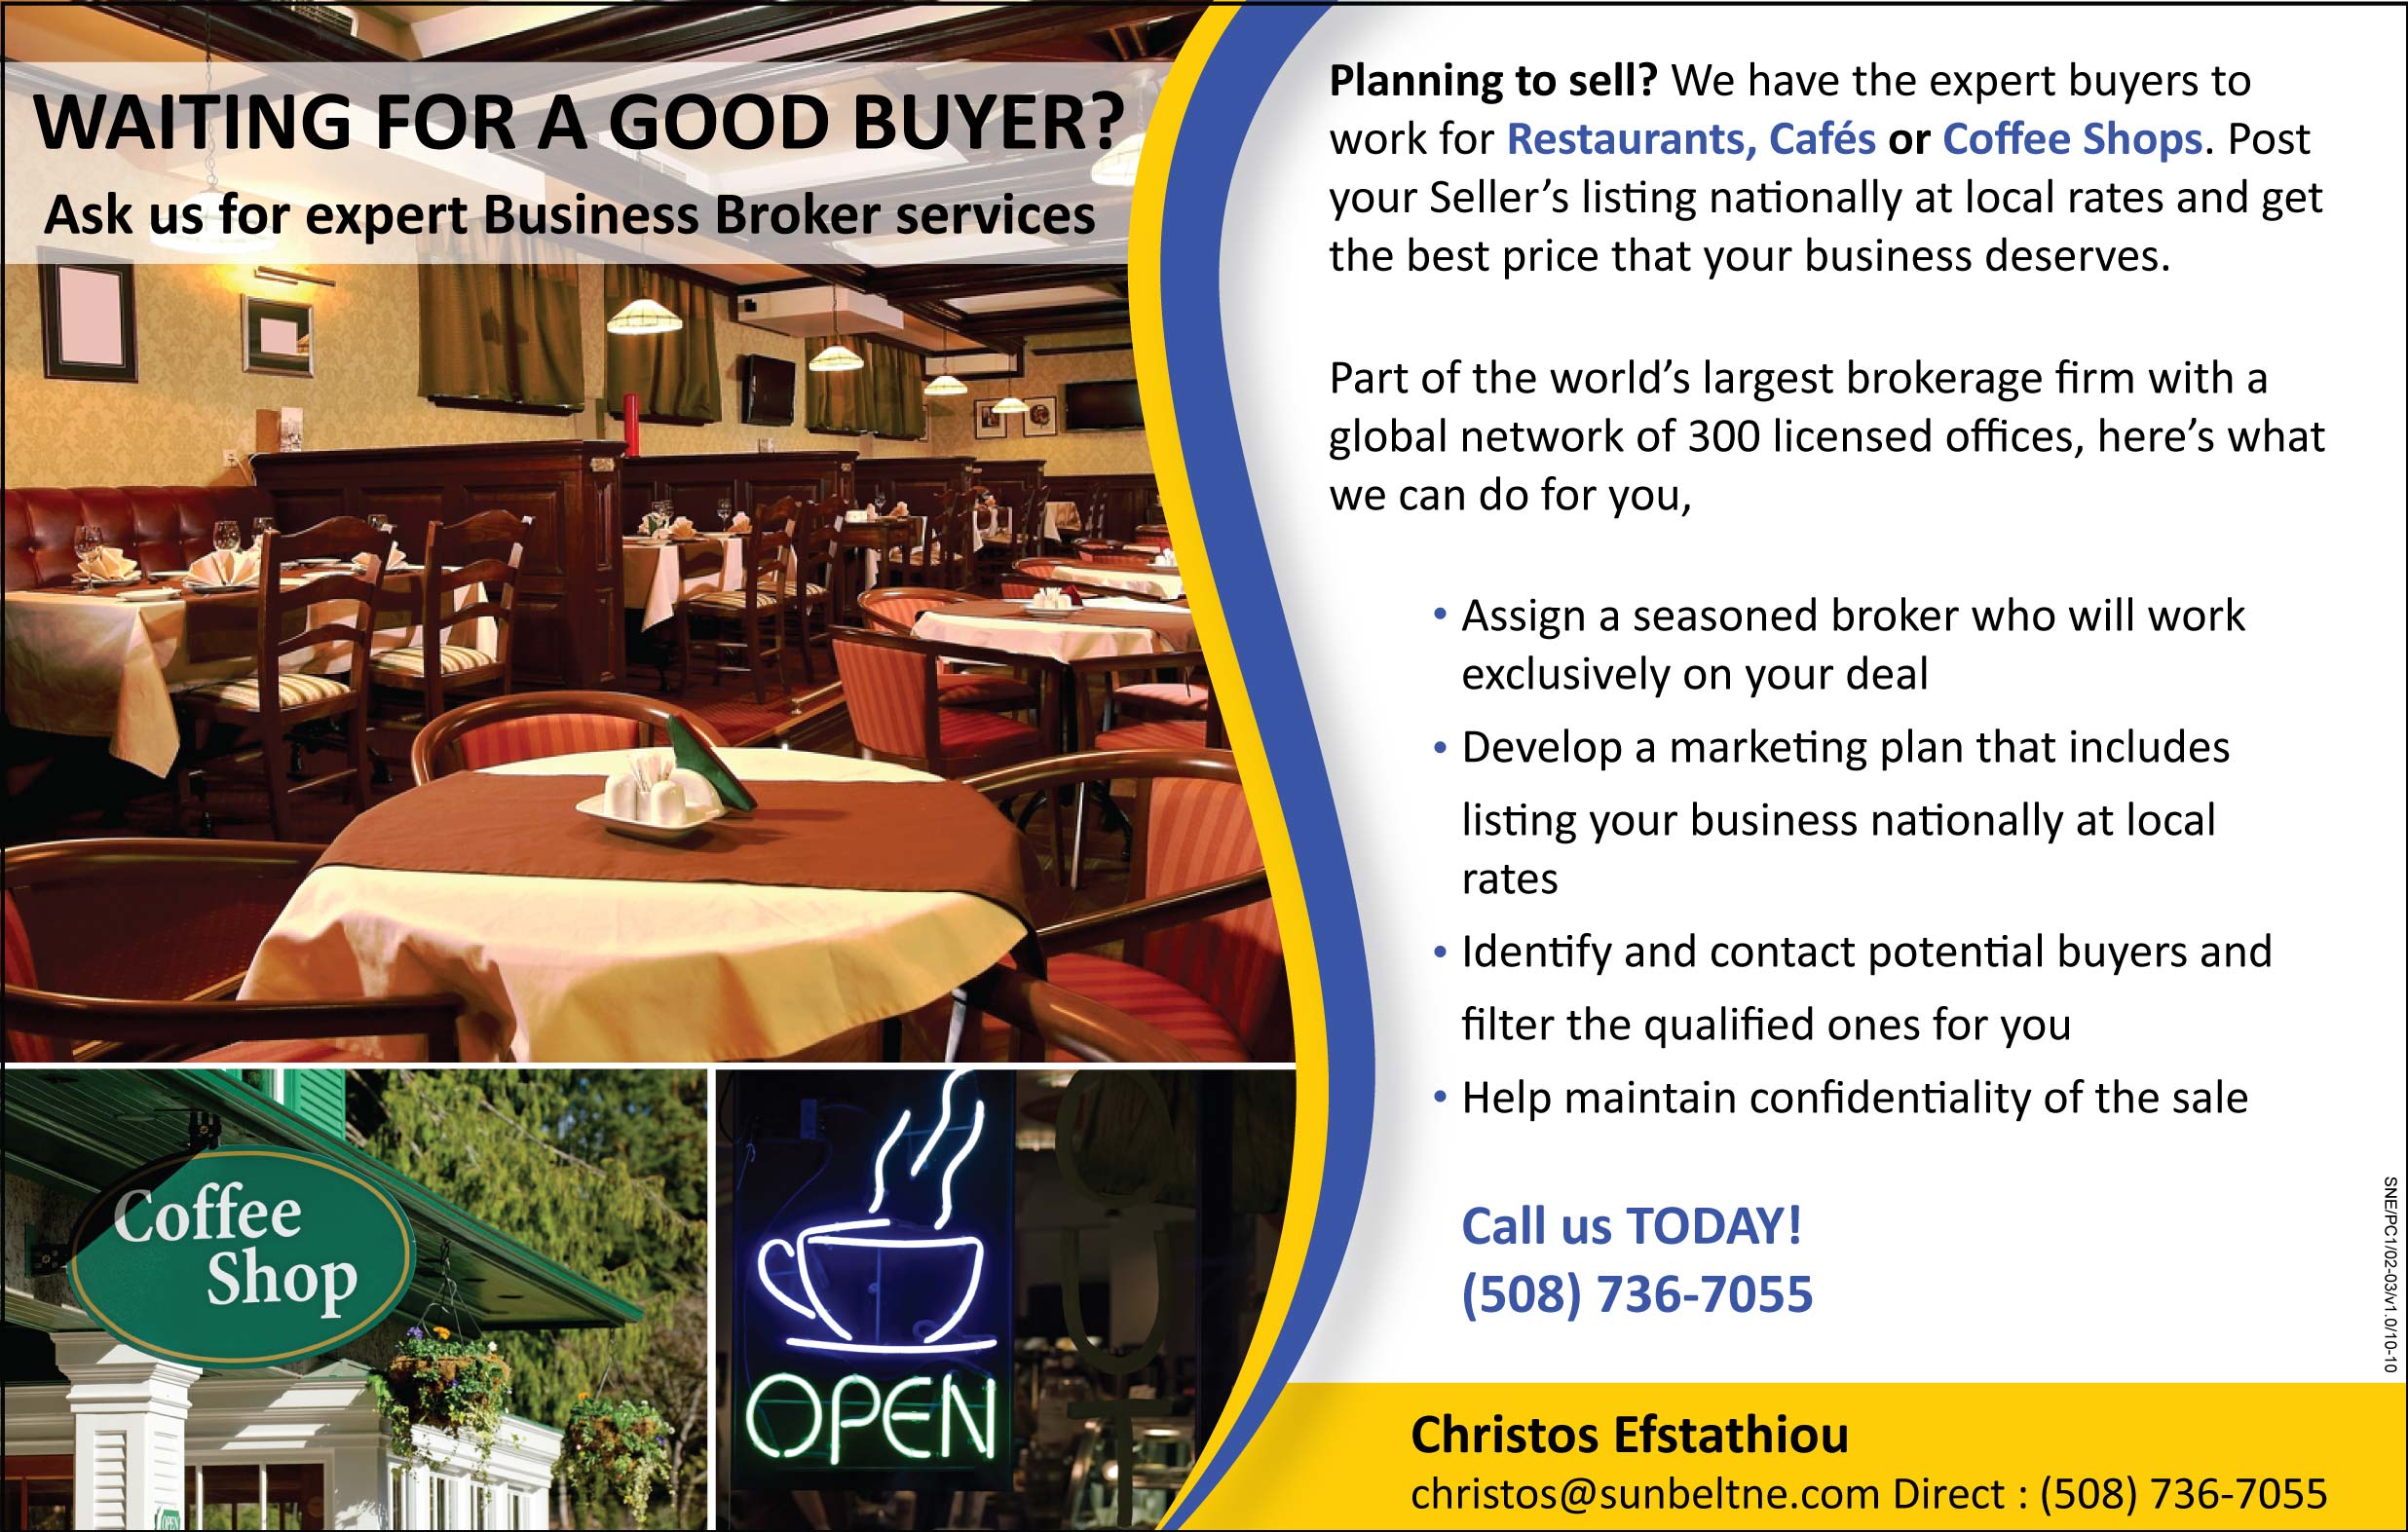 WAITING FOR A GOOD BUYER?
Ask us for expert Business Broker services
Coffee
Shop
OPEN
OUT
OPEN
Planning to sell? We have the expert buyers to
work for Restaurants, Cafés or Coffee Shops. Post
your Seller’s listing nationally at local rates and get
the best price that your business deserves.
Part of the world’s largest brokerage firm with a
global network of 300 licensed offices, here’s what
we can do for you,
• Assign a seasoned broker who will work
exclusively on your deal
• Develop a marketing plan that includes
listing your business nationally at local
rates
• Identify and contact potential buyers and
filter the qualified ones for you
• Help maintain confidentiality of the sale
Call us TODAY!
(508) 736-7055
SNE/PC1/02-03/v1.0/10-10
Christos Efstathiou
christos@sunbeltne.com Direct : (508) 736-7055